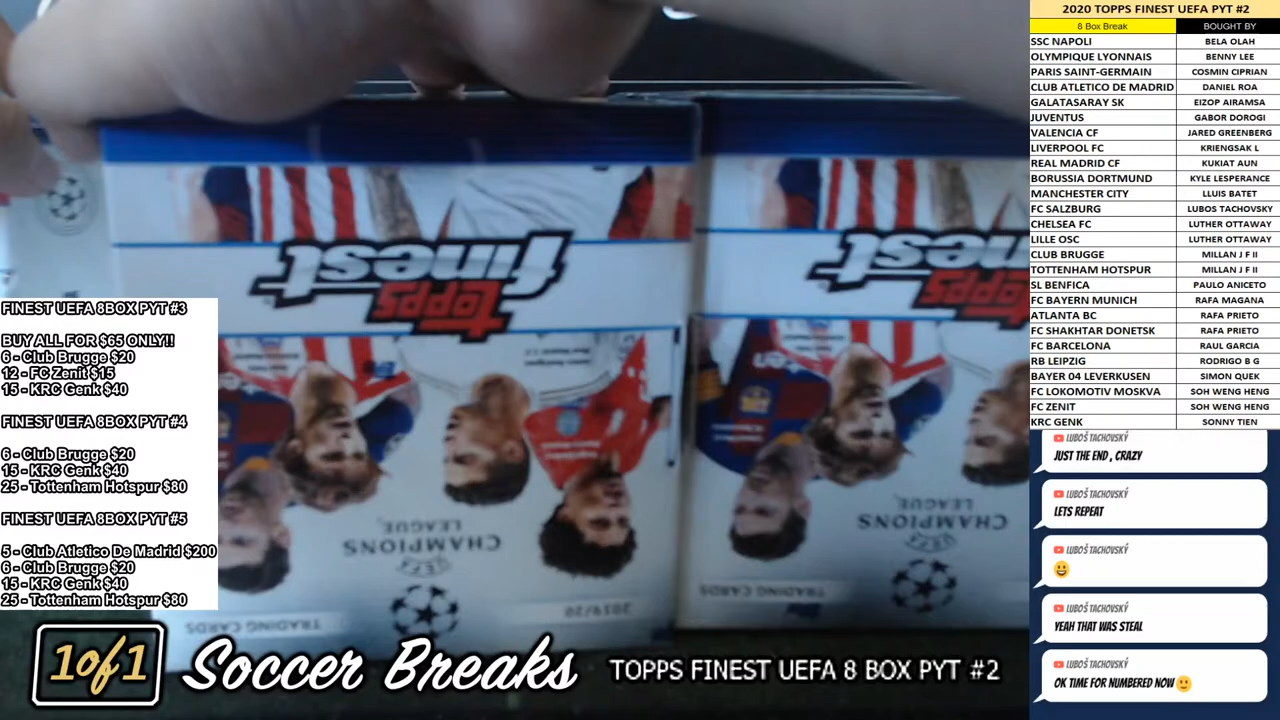 2020 TOPPS FINEST UEFA PYT #2
8 Box Break BOUGHT BY
SSC NAPOLI BELA OLAH
OLYMPIQUE LYONNAIS BENNY LEE
PARIS SAINT-GERMAIN COSMIN CIPRIAN
CLUB ATLETICO DE MADRID DANIEL ROA
GALATASARAY SK EIZOP AIRAMSA
JUVENTUS GABOR DOROGI
VALENCIA CF JARED GREENBERG
LIVERPOOL FC KRIENGSAK L
REAL MADRID CF KUKIAT AUN
BORUSSIA DORTMUND KYLE LESPERANCE
MANCHESTER CITY LLUIS BATET
FC SALZBURG LUBOS TACHOVSKY
CHELSEA FC LUTHER OTTAWAY
LILLE OSC LUTHER OTTAWAY
CLUB BRUGGE MILLAN J F II
TOTTENHAM HOTSPUR MILLAN J F II
SL BENFICA PAULO ANICETO
FC BAYERN MUNICH RAFA MAGANA
ATLANTA BC RAFA PRIETO
FC SHAKHTAR DONETSK RAFA PRIETO
FC BARCELONA RAUL GARCIA
RB LEIPZIG RODRIGO B G
BAYER 04 LEVERKUSEN SIMON QUEK
FC LOKOMOTIV MOSKVA SOH WENG HENG
FC ZENIT SOH WENG HENG
KRC GENK SONNY TIEN
LUBOŠ TACHOVSKÝ
JUST THE END , CRAZY
LUBOŠ TACHOVSKÝ
LETS REPEAT
LUBOŠ TACHOVSKÝ
😀
LUBOŠ TACHOVSKÝ
YEAH THAT WAS STEAL
LUBOŠ TACHOVSKÝ
OK TIME FOR NUMBERED NOW🙂
FINEST UEFA 8BOX PYT #3
BUY ALL FOR $65 ONLY!!
6 - Club Brugge $20
12 - FC Zenit $15
15 - KRC Genk $40
FINEST UEFA 8BOX PYT #4
6 - Club Brugge $20
15 - KRC Genk $40
25 - Tottenham Hotspur $80
FINEST UEFA 8BOX PYT #5
5 - Club Atletico De Madrid $200
6 - Club Brugge $20
15 - KRC Genk $40
25 - Tottenham Hotspur $80
Topps
finest
UEFA
CHAMPIONS
LEAGUE
2019/20
TRADING CARDS
Topps
finest
UEFA
CHAMPIONS
LEAGUE
TRADING CARDS
1of1 Soccer Breaks
TOPPS FINEST UEFA 8 BOX PYT #2